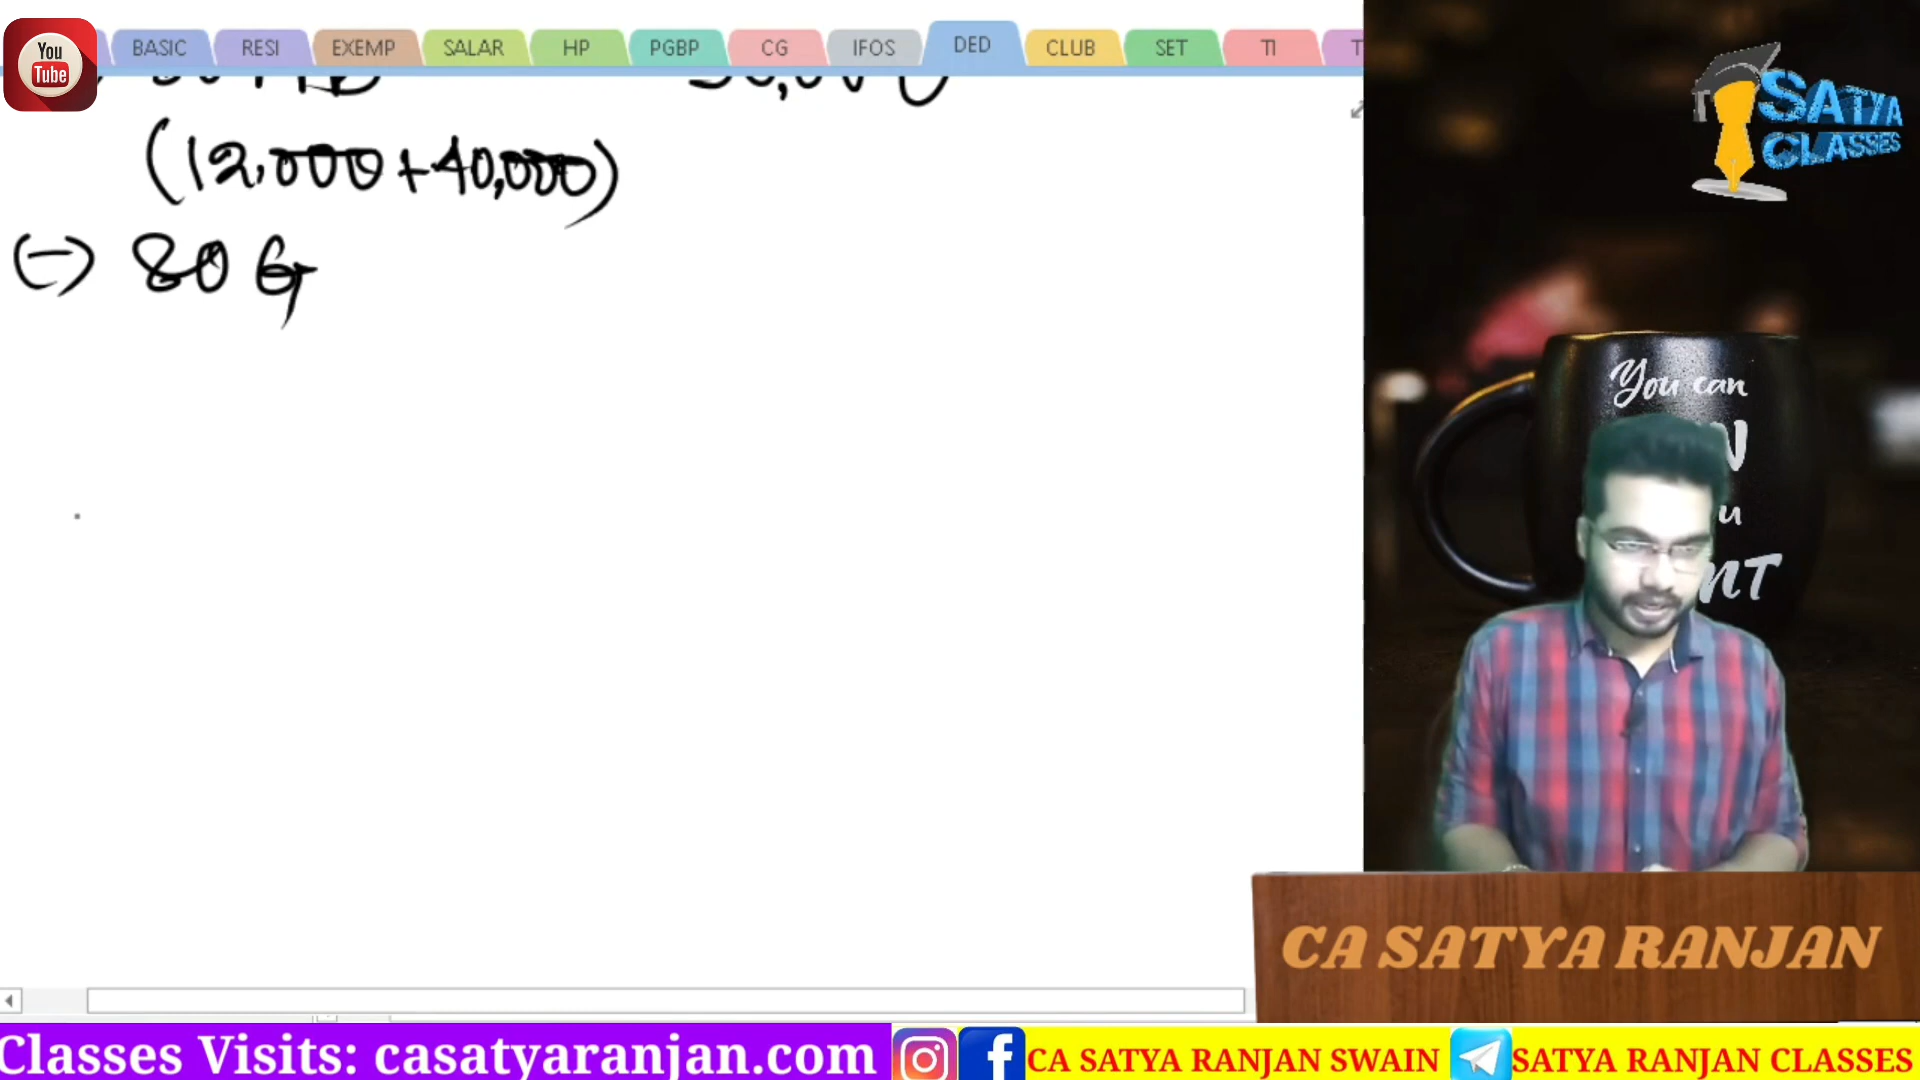 You
Tube
BASIC RESI EXEMP SALAR HP PGBP CG IFOS DED CLUB SET TI T
(12,000+40,000)
(-) 80 G
SATYA
CLASSES
You can
CA SATYA RANJAN
Classes Visits: casatyaranjan.com
CA SATYA RANJAN SWAIN
SATYA RANJAN CLASSES